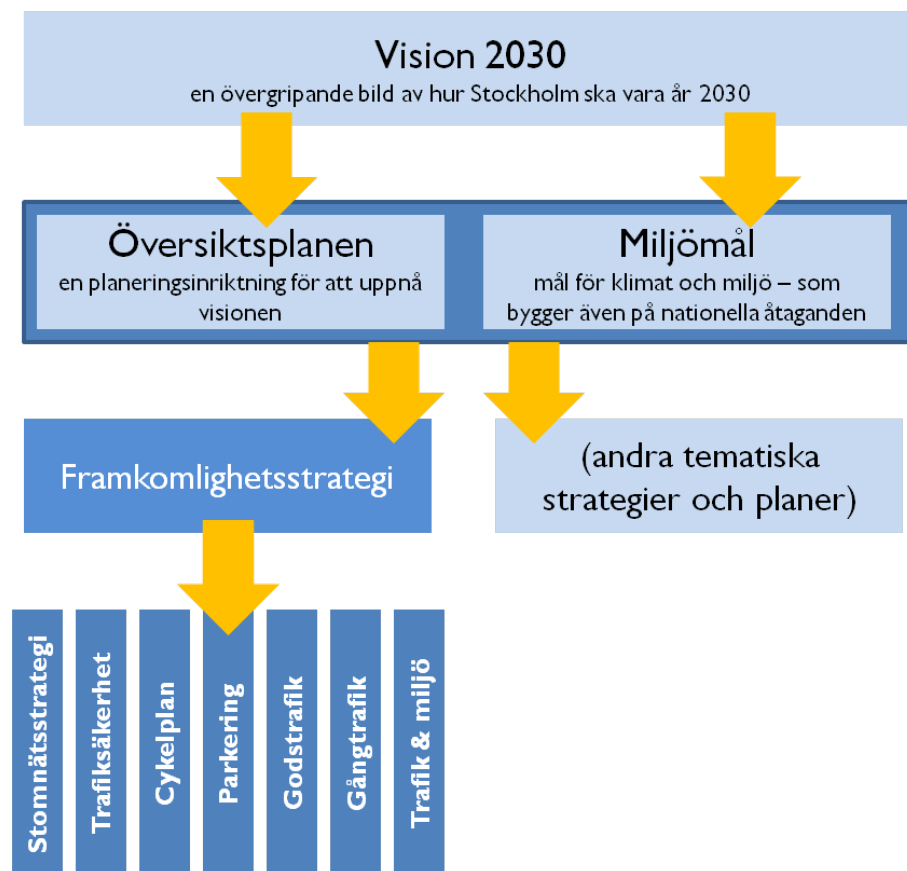 Vision 2030
en övergripande bild av hur Stockholm ska vara år 2030
Översiktsplanen
en planeringsinriktning för att uppnå
visionen
Miljömål
mål för klimat och miljö – som
bygger även på nationella åtaganden
Framkomlighetsstrategi
(andra tematiska
strategier och planer)
Stomnätsstrategi
Trafiksäkerhet
Cykelplan
Parkering
Godstrafik
Gångtrafik
Trafik & miljö